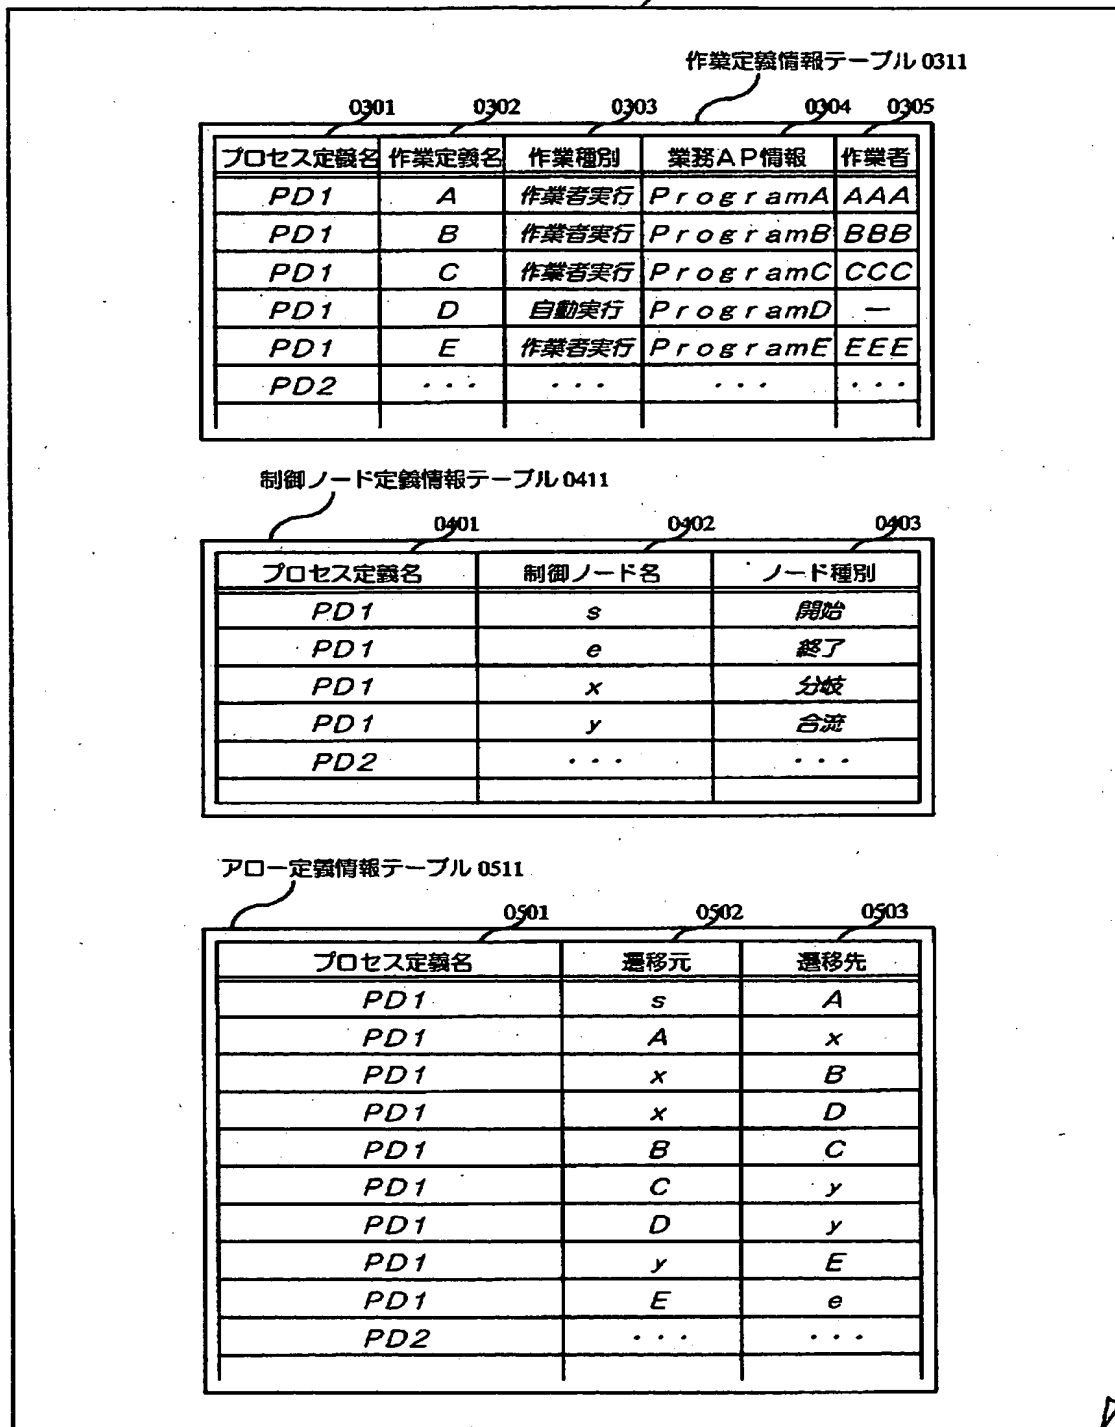 作業定義情報テーブル 0311
0301 0302 0303 0304 0305
プロセス定義名 作業定義名 作業種別 業務AP情報 作業者
PD1 A 作業者実行 ProgramA AAA
PD1 B 作業者実行 ProgramB BBB
PD1 C 作業者実行 ProgramC CCC
PD1 D 自動実行 ProgramD －
PD1 E 作業者実行 ProgramE EEE
PD2 ・・・ ・・・ ・・・ ・・・
制御ノード定義情報テーブル 0411
0401 0402 0403
プロセス定義名 制御ノード名 ノード種別
PD1 s 開始
PD1 e 終了
PD1 x 分岐
PD1 y 合流
PD2 ・・・ ・・・
アロー定義情報テーブル 0511
0501 0502 0503
プロセス定義名 遷移元 遷移先
PD1 s A
PD1 A x
PD1 x B
PD1 x D
PD1 B C
PD1 C y
PD1 D y
PD1 y E
PD1 E e
PD2 ・・・ ・・・